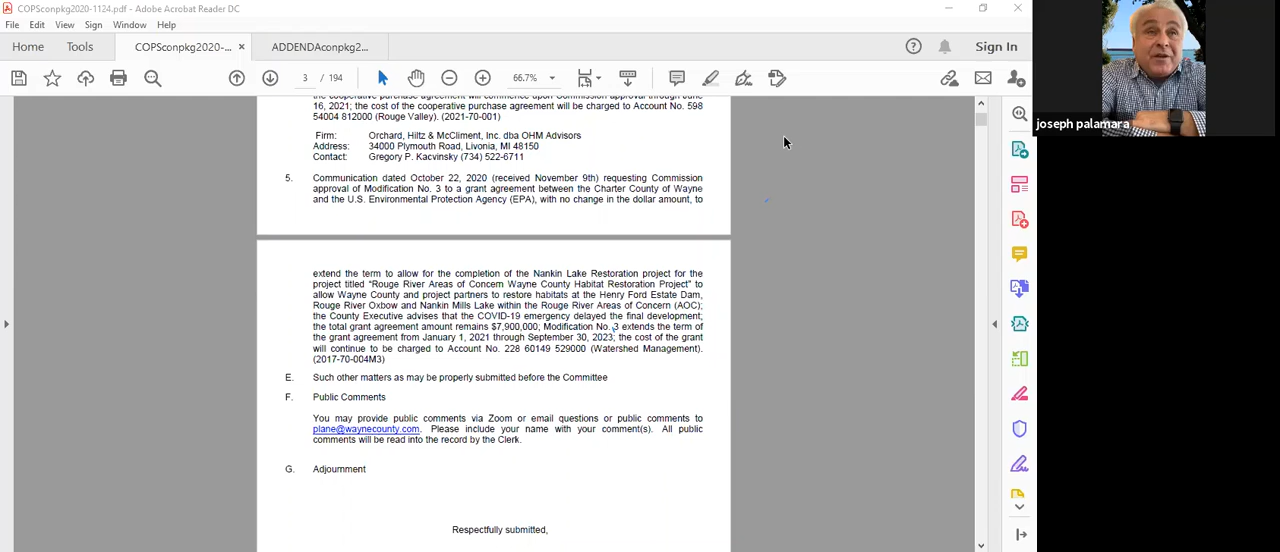 COPSconpkg2020-1124.pdf - Adobe Acrobat Reader DC
File Edit View Sign Window Help
Home Tools COPSconpkg2020-... × ADDENDAconpkg2... Sign In
3 / 194 66.7%
16, 2021; the cost of the cooperative purchase agreement will be charged to Account No. 598
54004 812000 (Rouge Valley). (2021-70-001)
Firm: Orchard, Hiltz & McCliment, Inc. dba OHM Advisors
Address: 34000 Plymouth Road, Livonia, MI 48150
Contact: Gregory P. Kacvinsky (734) 522-6711
5. Communication dated October 22, 2020 (received November 9th) requesting Commission
approval of Modification No. 3 to a grant agreement between the Charter County of Wayne
and the U.S. Environmental Protection Agency (EPA), with no change in the dollar amount, to
extend the term to allow for the completion of the Nankin Lake Restoration project for the
project titled “Rouge River Areas of Concern Wayne County Habitat Restoration Project” to
allow Wayne County and project partners to restore habitats at the Henry Ford Estate Dam,
Rouge River Oxbow and Nankin Mills Lake within the Rouge River Areas of Concern (AOC);
the County Executive advises that the COVID-19 emergency delayed the final development;
the total grant agreement amount remains $7,900,000; Modification No. 3 extends the term of
the grant agreement from January 1, 2021 through September 30, 2023; the cost of the grant
will continue to be charged to Account No. 228 60149 529000 (Watershed Management).
(2017-70-004M3)
E. Such other matters as may be properly submitted before the Committee
F. Public Comments
You may provide public comments via Zoom or email questions or public comments to
plane@waynecounty.com. Please include your name with your comment(s). All public
comments will be read into the record by the Clerk.
G. Adjournment
Respectfully submitted,
joseph palamara